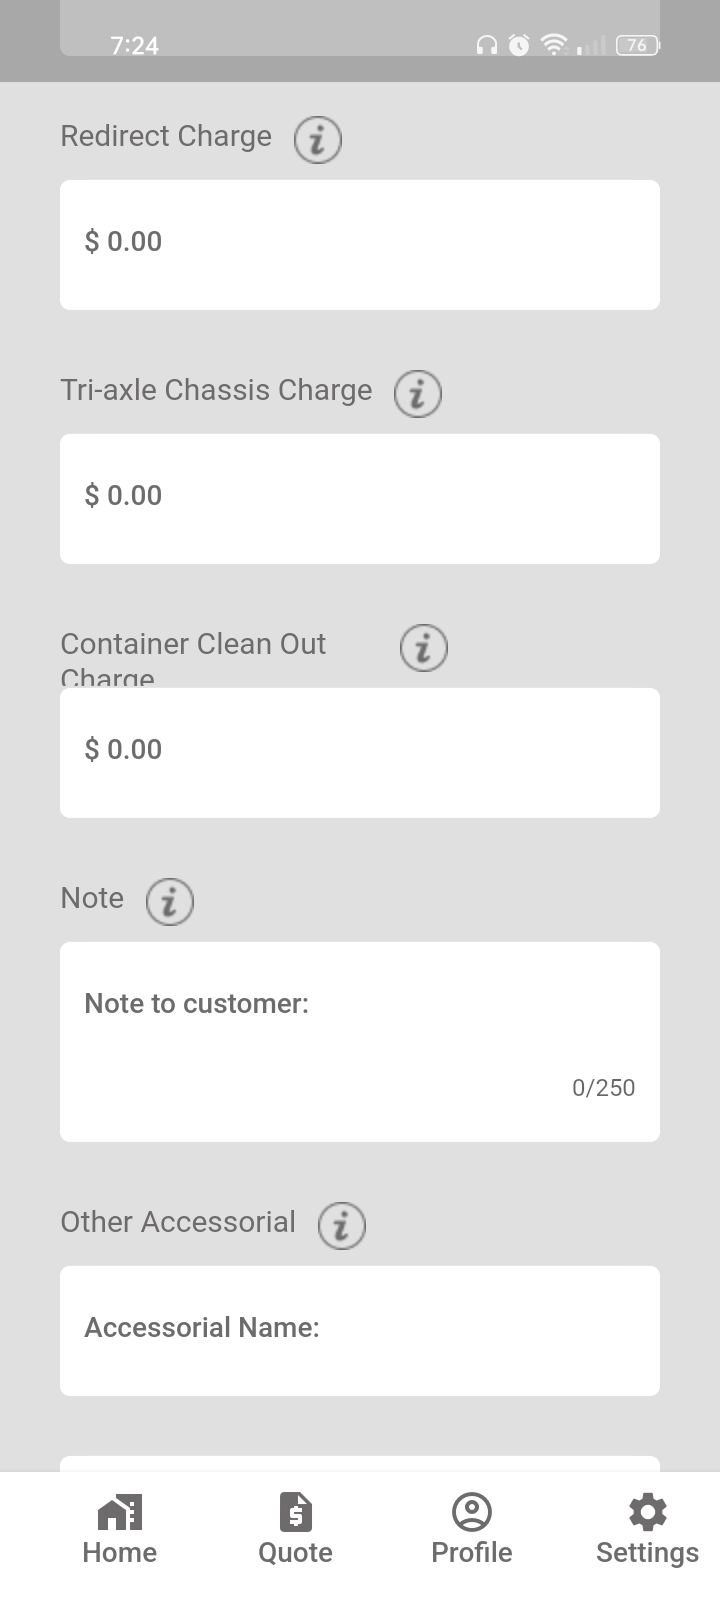 7:24
76
Redirect Charge
$ 0.00
Tri-axle Chassis Charge
$ 0.00
Container Clean Out
Charge
$ 0.00
Note
Note to customer:
0/250
Other Accessorial
Accessorial Name:
Home
Quote
Profile
Settings